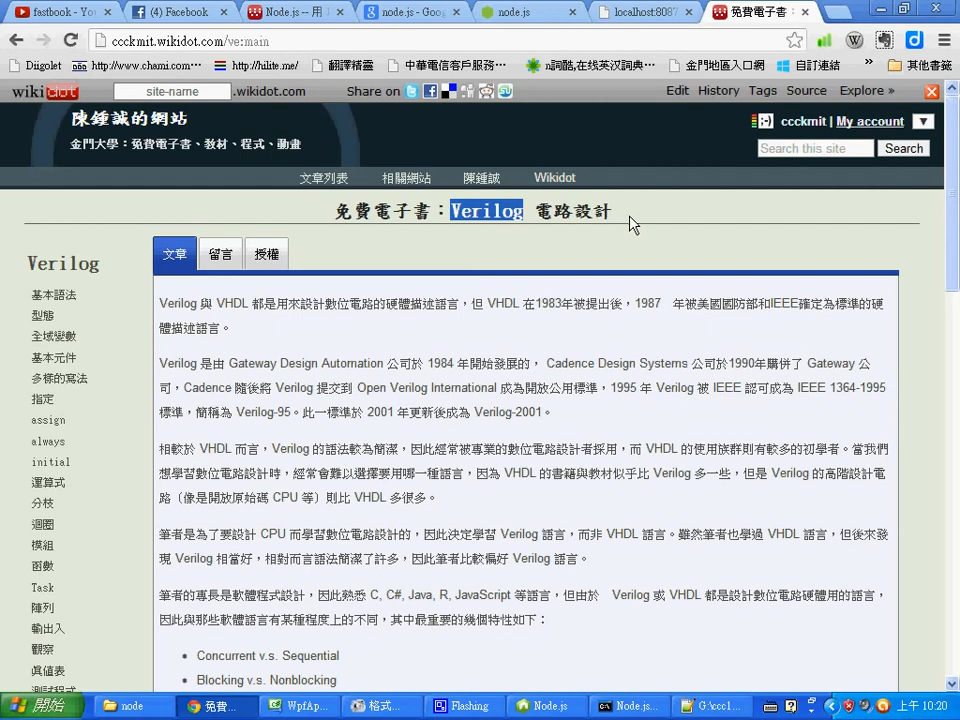 fastbook - You
(4) Facebook
Node.js -- 用
node.js - Goo
node.js
localhost:8087
免費電子書：
ccckmit.wikidot.com/ve:main
Diigolet
http://www.chami.com…
http://hilite.me/
翻譯精靈
中華電信客戶服務…
n詞酷,在线英汉词典…
金門地區入口網
自訂連結
»
其他書籤
wikidot
site-name
.wikidot.com
Share on
Edit
History
Tags
Source
Explore »
陳鍾誠的網站
金門大學：免費電子書、教材、程式、動畫
ccckmit | My account
Search this site
Search
文章列表
相關網站
陳鍾誠
Wikidot
免費電子書：Verilog 電路設計
Verilog
基本語法
型態
全域變數
基本元件
多樣的寫法
指定
assign
always
initial
運算式
分枝
迴圈
模組
函數
Task
陣列
輸出入
觀察
真值表
測試程式
文章
留言
授權
Verilog 與 VHDL 都是用來設計數位電路的硬體描述語言，但 VHDL 在1983年被提出後，1987 年被美國國防部和IEEE確定為標準的硬
體描述語言。
Verilog 是由 Gateway Design Automation 公司於 1984 年開始發展的， Cadence Design Systems 公司於1990年購併了 Gateway 公
司，Cadence 隨後將 Verilog 提交到 Open Verilog International 成為開放公用標準，1995 年 Verilog 被 IEEE 認可成為 IEEE 1364-1995
標準，簡稱為 Verilog-95。此一標準於 2001 年更新後成為 Verilog-2001。
相較於 VHDL 而言，Verilog 的語法較為簡潔，因此經常被專業的數位電路設計者採用，而 VHDL 的使用族群則有較多的初學者。當我們
想學習數位電路設計時，經常會難以選擇要用哪一種語言，因為 VHDL 的書籍與教材似乎比 Verilog 多一些，但是 Verilog 的高階設計電
路〔像是開放原始碼 CPU 等〕則比 VHDL 多很多。
筆者是為了要設計 CPU 而學習數位電路設計的，因此決定學習 Verilog 語言，而非 VHDL 語言。雖然筆者也學過 VHDL 語言，但後來發
現 Verilog 相當好，相對而言語法簡潔了許多，因此筆者比較偏好 Verilog 語言。
筆者的專長是軟體程式設計，因此熟悉 C, C#, Java, R, JavaScript 等語言，但由於 Verilog 或 VHDL 都是設計數位電路硬體用的語言，
因此與那些軟體語言有某種程度上的不同，其中最重要的幾個特性如下：
• Concurrent v.s. Sequential
• Blocking v.s. Nonblocking
開始
node
免費…
WpfAp…
格式…
Flashing
Node.js
Node.js…
G:\ccc1…
上午 10:20